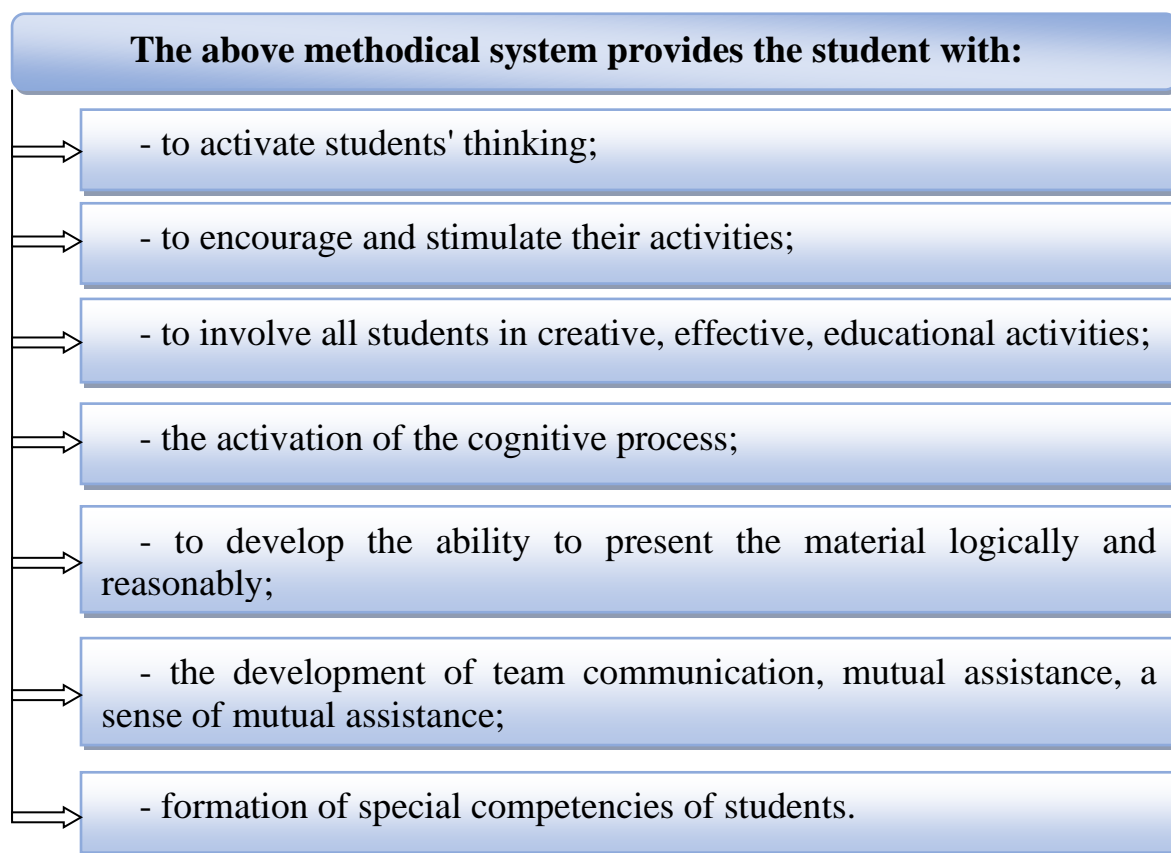 The above methodical system provides the student with:
- to activate students' thinking;
- to encourage and stimulate their activities;
- to involve all students in creative, effective, educational activities;
- the activation of the cognitive process;
- to develop the ability to present the material logically and
reasonably;
- the development of team communication, mutual assistance, a
sense of mutual assistance;
- formation of special competencies of students.